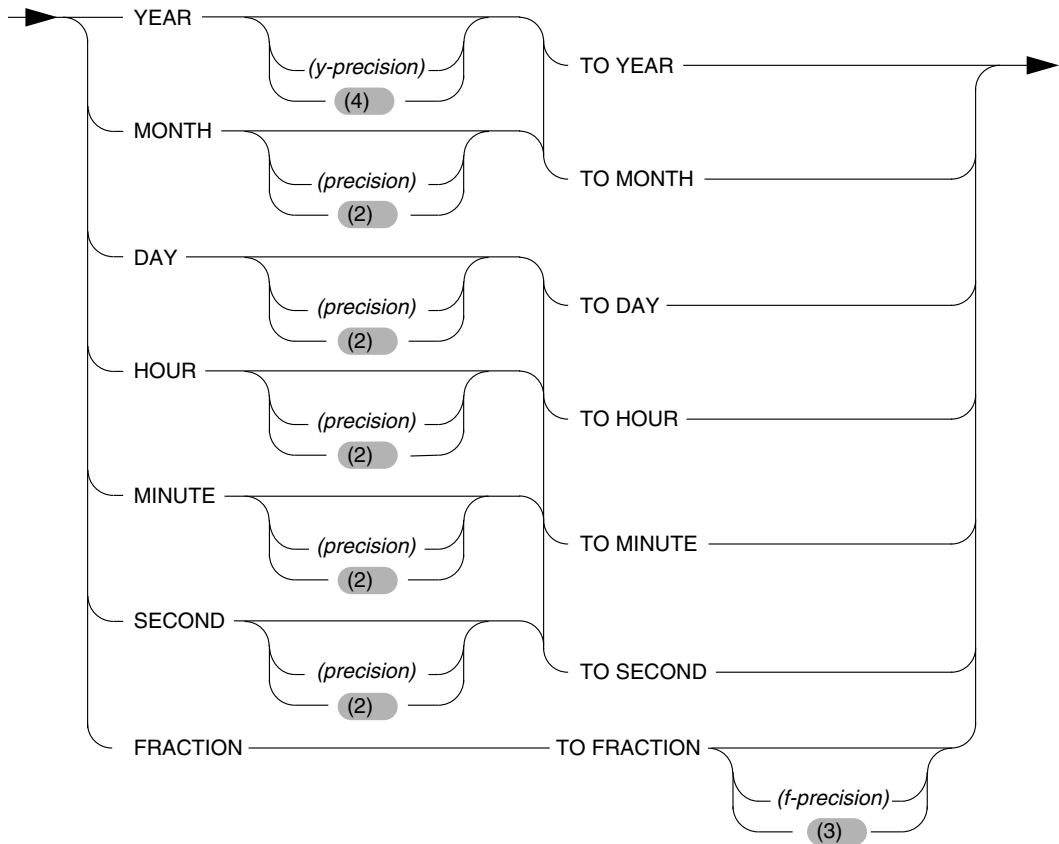 YEAR
(y-precision)
(4)
TO YEAR
MONTH
(precision)
(2)
TO MONTH
DAY
(precision)
(2)
TO DAY
HOUR
(precision)
(2)
TO HOUR
MINUTE
(precision)
(2)
TO MINUTE
SECOND
(precision)
(2)
TO SECOND
FRACTION
TO FRACTION
(f-precision)
(3)